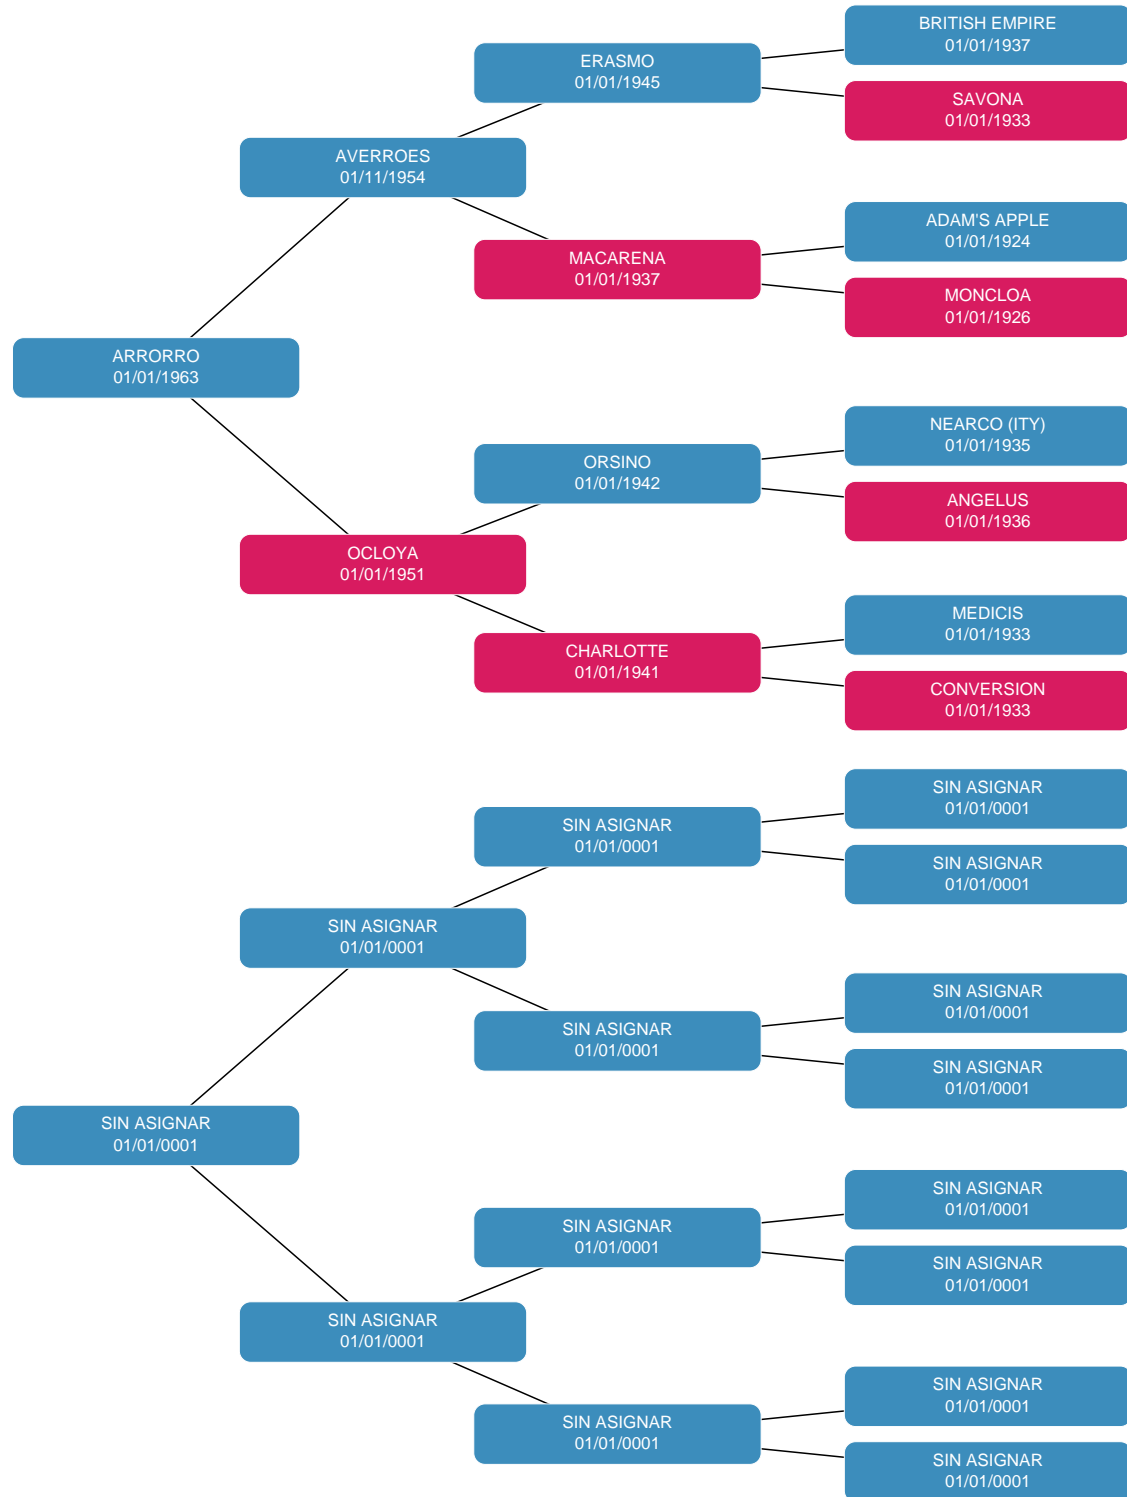 BRITISH EMPIRE
01/01/1937
ERASMO
01/01/1945
SAVONA
01/01/1933
AVERROES
01/11/1954
ADAM'S APPLE
01/01/1924
MACARENA
01/01/1937
MONCLOA
01/01/1926
ARRORRO
01/01/1963
NEARCO (ITY)
01/01/1935
ORSINO
01/01/1942
ANGELUS
01/01/1936
OCLOYA
01/01/1951
MEDICIS
01/01/1933
CHARLOTTE
01/01/1941
CONVERSION
01/01/1933
SIN ASIGNAR
01/01/0001
SIN ASIGNAR
01/01/0001
SIN ASIGNAR
01/01/0001
SIN ASIGNAR
01/01/0001
SIN ASIGNAR
01/01/0001
SIN ASIGNAR
01/01/0001
SIN ASIGNAR
01/01/0001
SIN ASIGNAR
01/01/0001
SIN ASIGNAR
01/01/0001
SIN ASIGNAR
01/01/0001
SIN ASIGNAR
01/01/0001
SIN ASIGNAR
01/01/0001
SIN ASIGNAR
01/01/0001
SIN ASIGNAR
01/01/0001
SIN ASIGNAR
01/01/0001